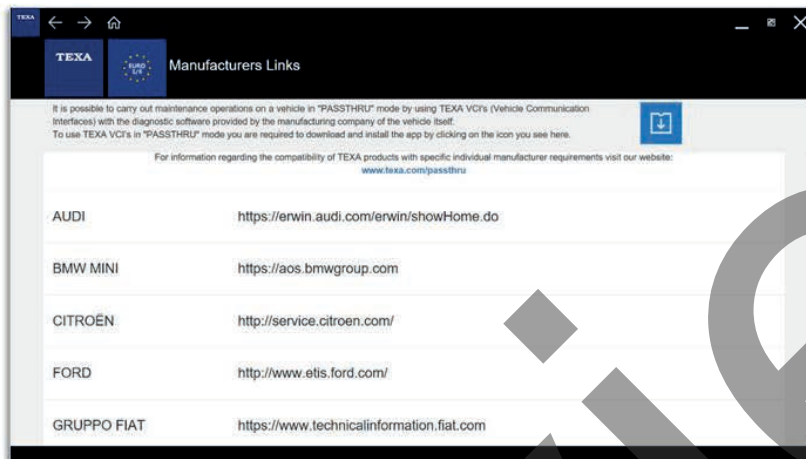 TEXA
TEXA
EURO 5/6
Manufacturers Links
It is possible to carry out maintenance operations on a vehicle in "PASSTHRU" mode by using TEXA VCI's (Vehicle Communication
Interfaces) with the diagnostic software provided by the manufacturing company of the vehicle itself.
To use TEXA VCI's in "PASSTHRU" mode you are required to download and install the app by clicking on the icon you see here.
For information regarding the compatibility of TEXA products with specific individual manufacturer requirements visit our website:
www.texa.com/passthru
AUDI https://erwin.audi.com/erwin/showHome.do
BMW MINI https://aos.bmwgroup.com
CITROËN http://service.citroen.com/
FORD http://www.etis.ford.com/
GRUPPO FIAT https://www.technicalinformation.fiat.com